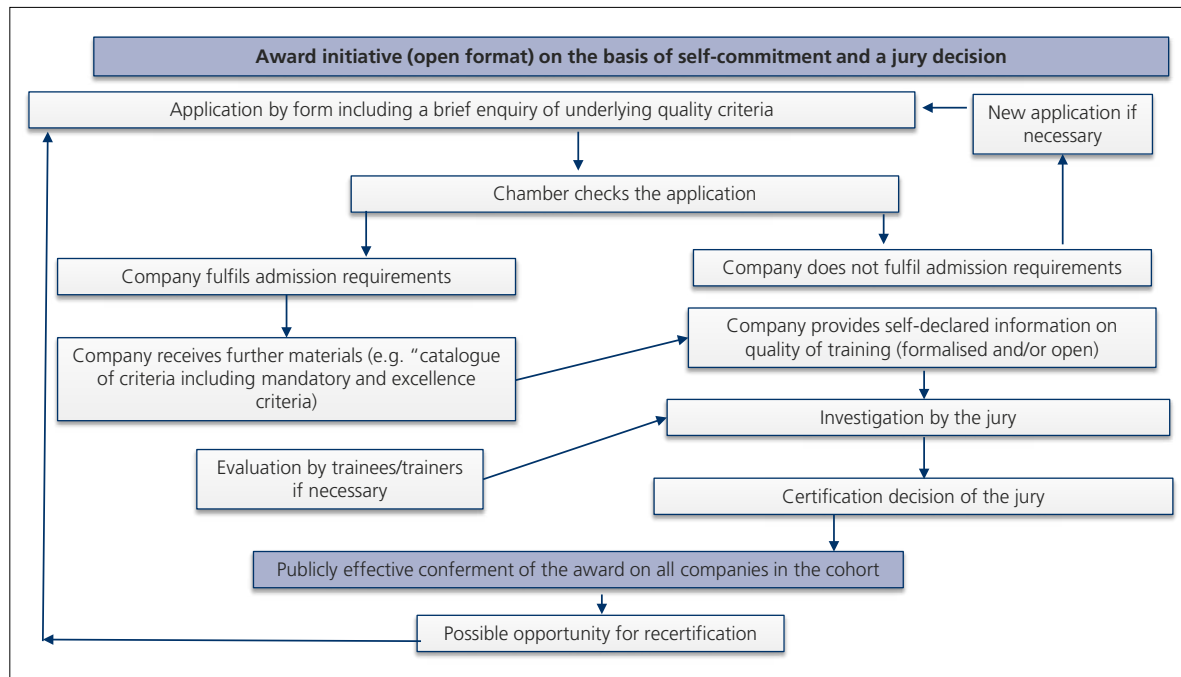 Award initiative (open format) on the basis of self-commitment and a jury decision
Application by form including a brief enquiry of underlying quality criteria
New application if
necessary
Chamber checks the application
Company fulfils admission requirements
Company does not fulfil admission requirements
Company receives further materials (e.g. “catalogue
of criteria including mandatory and excellence
criteria)
Company provides self-declared information on
quality of training (formalised and/or open)
Investigation by the jury
Evaluation by trainees/trainers
if necessary
Certification decision of the jury
Publicly effective conferment of the award on all companies in the cohort
Possible opportunity for recertification